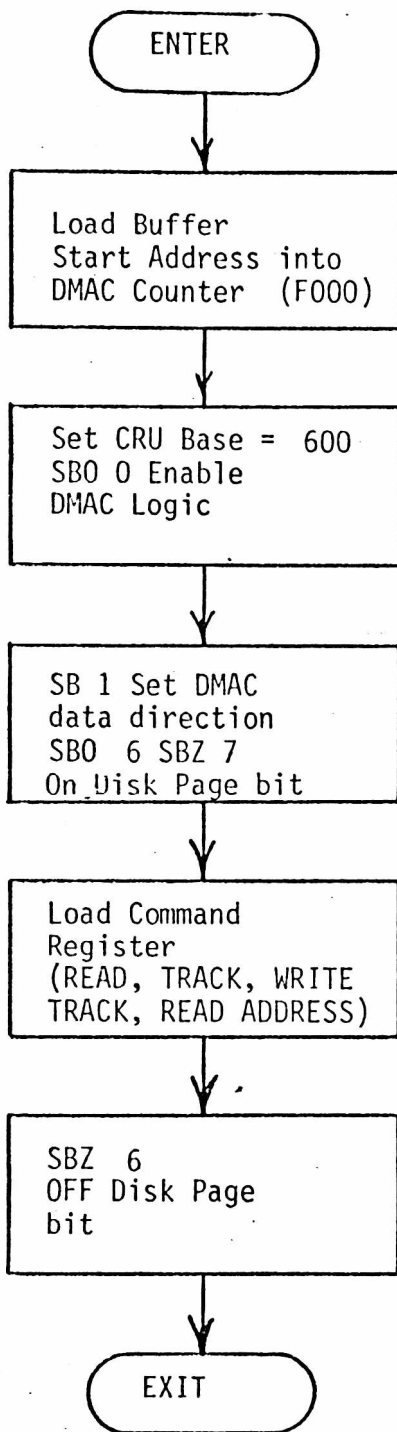 ENTER
Load Buffer
Start Address into
DMAC Counter (F000)
Set CRU Base = 600
SBO 0 Enable
DMAC Logic
SB 1 Set DMAC
data direction
SBO 6 SBZ 7
On Disk Page bit
Load Command
Register
(READ, TRACK, WRITE
TRACK, READ ADDRESS)
SBZ 6
OFF Disk Page
bit
EXIT